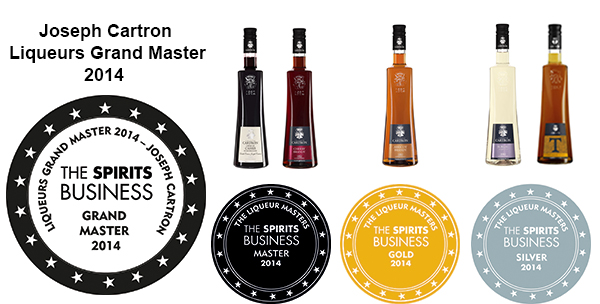 Joseph Cartron
Liqueurs Grand Master
2014
LIQUEURS GRAND MASTER 2014 – JOSEPH CARTRON
THE SPIRITS
BUSINESS
GRAND
MASTER
2014
CARTRON
CARTRON
T
THE LIQUEUR MASTERS
THE SPIRITS
BUSINESS
MASTER
2014
THE LIQUEUR MASTERS
THE SPIRITS
BUSINESS
GOLD
2014
THE LIQUEUR MASTERS
THE SPIRITS
BUSINESS
SILVER
2014